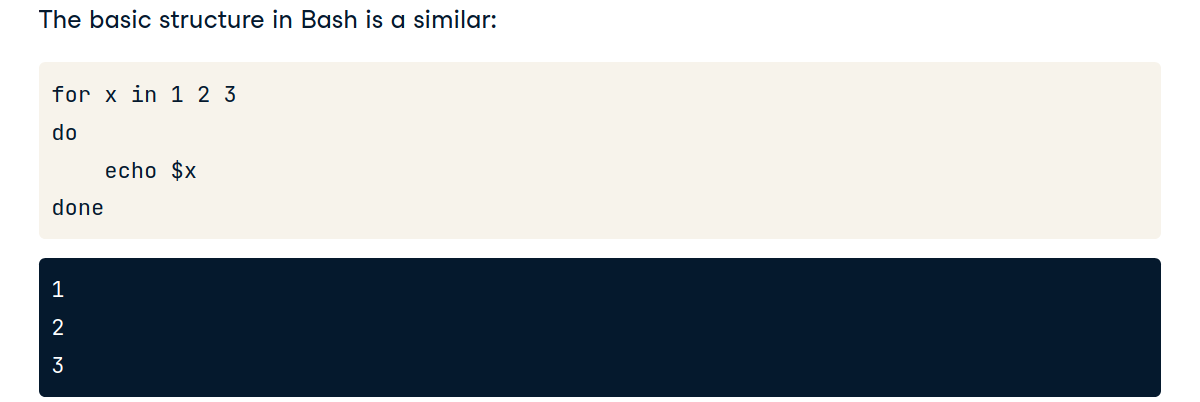 The basic structure in Bash is a similar:
for x in 1 2 3
do
    echo $x
done
1
2
3